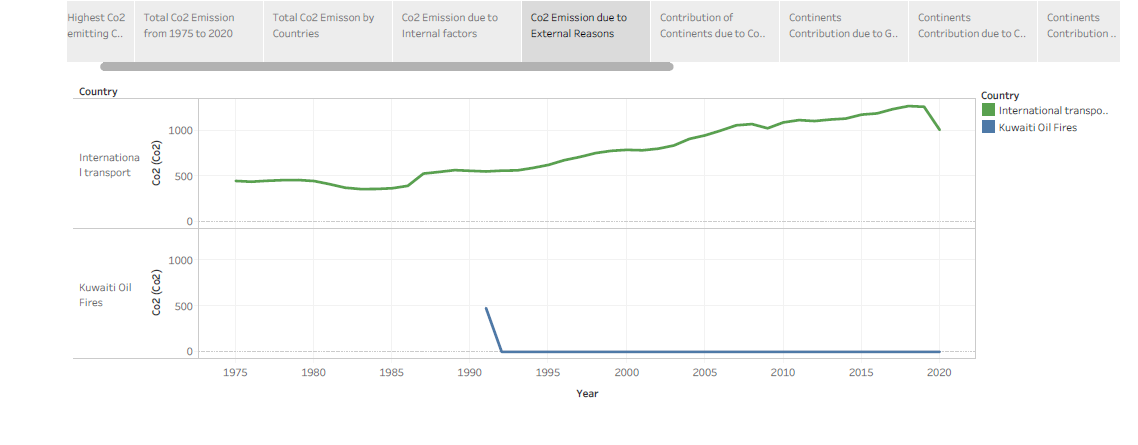 Highest Co2
emitting C..
Total Co2 Emission
from 1975 to 2020
Total Co2 Emisson by
Countries
Co2 Emission due to
Internal factors
Co2 Emission due to
External Reasons
Contribution of
Continents due to Co..
Continents
Contribution due to G..
Continents
Contribution due to C..
Continents
Contribution ..
Country
Internationa
l transport
Co2 (Co2)
1000
500
0
Kuwaiti Oil
Fires
Co2 (Co2)
1000
500
0
1975 1980 1985 1990 1995 2000 2005 2010 2015 2020
Year
Country
International transpo..
Kuwaiti Oil Fires